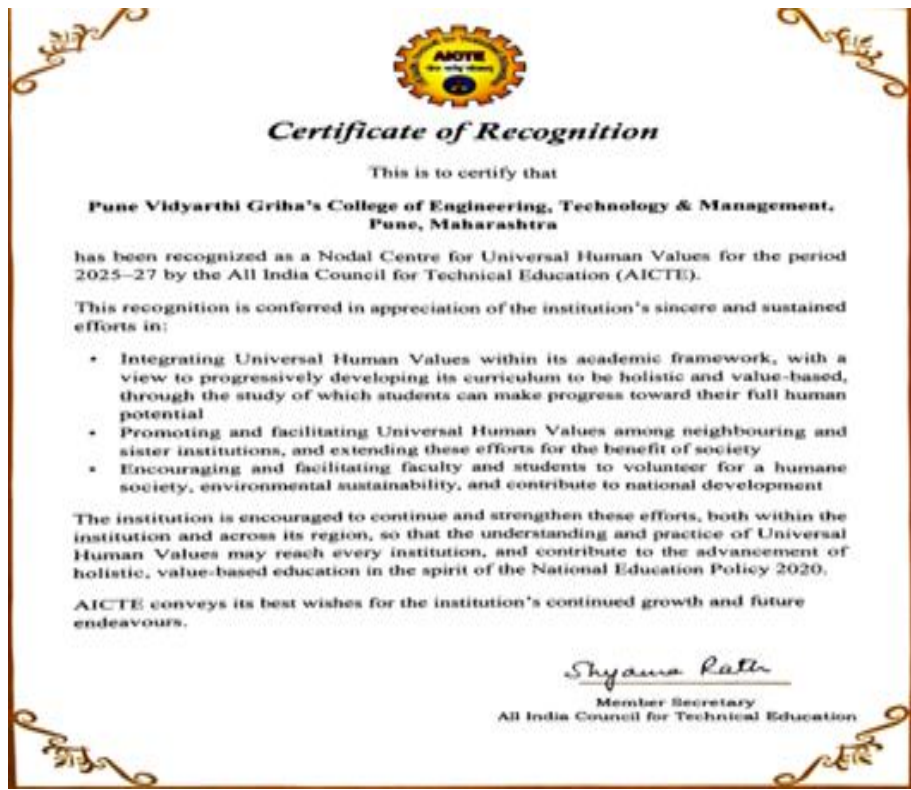 AICTE
Certificate of Recognition
This is to certify that
Pune Vidyarthi Griha's College of Engineering, Technology & Management,
Pune, Maharashtra
has been recognized as a Nodal Centre for Universal Human Values for the period
2025–27 by the All India Council for Technical Education (AICTE).
This recognition is conferred in appreciation of the institution's sincere and sustained
efforts in:
• Integrating Universal Human Values within its academic framework, with a
view to progressively developing its curriculum to be holistic and value-based,
through the study of which students can make progress toward their full human
potential
• Promoting and facilitating Universal Human Values among neighbouring and
sister institutions, and extending these efforts for the benefit of society
• Encouraging and facilitating faculty and students to volunteer for a humane
society, environmental sustainability, and contribute to national development
The institution is encouraged to continue and strengthen these efforts, both within the
institution and across its region, so that the understanding and practice of Universal
Human Values may reach every institution, and contribute to the advancement of
holistic, value-based education in the spirit of the National Education Policy 2020.
AICTE conveys its best wishes for the institution's continued growth and future
endeavours.
Shyama Rath
Member Secretary
All India Council for Technical Education